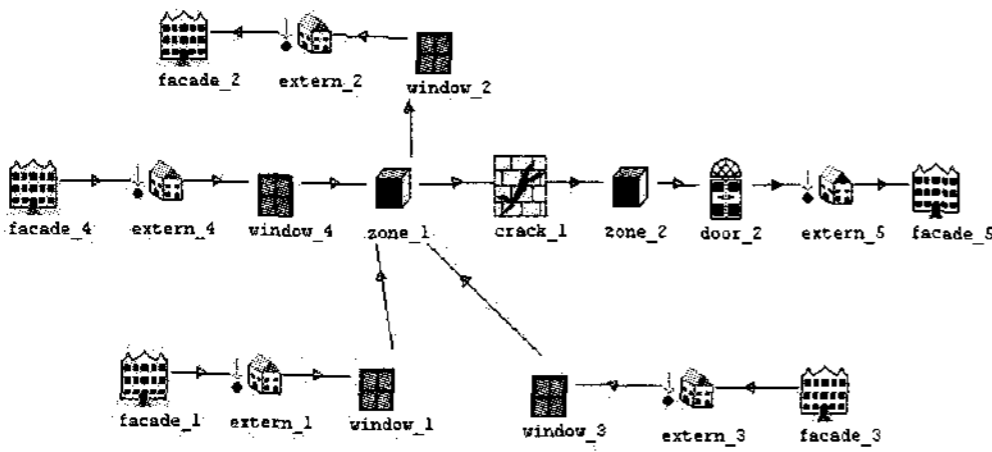 facade_2 extern_2 window_2
facade_4 extern_4 window_4 zone_1 crack_1 zone_2 door_2 extern_5 facade_5
facade_1 extern_1 window_1 window_3 extern_3 facade_3